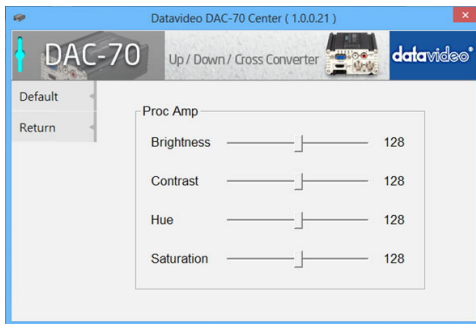 Datavideo DAC-70 Center ( 1.0.0.21 )
DAC-70 Up / Down / Cross Converter datavideo
Default
Return
Proc Amp
Brightness 128
Contrast 128
Hue 128
Saturation 128